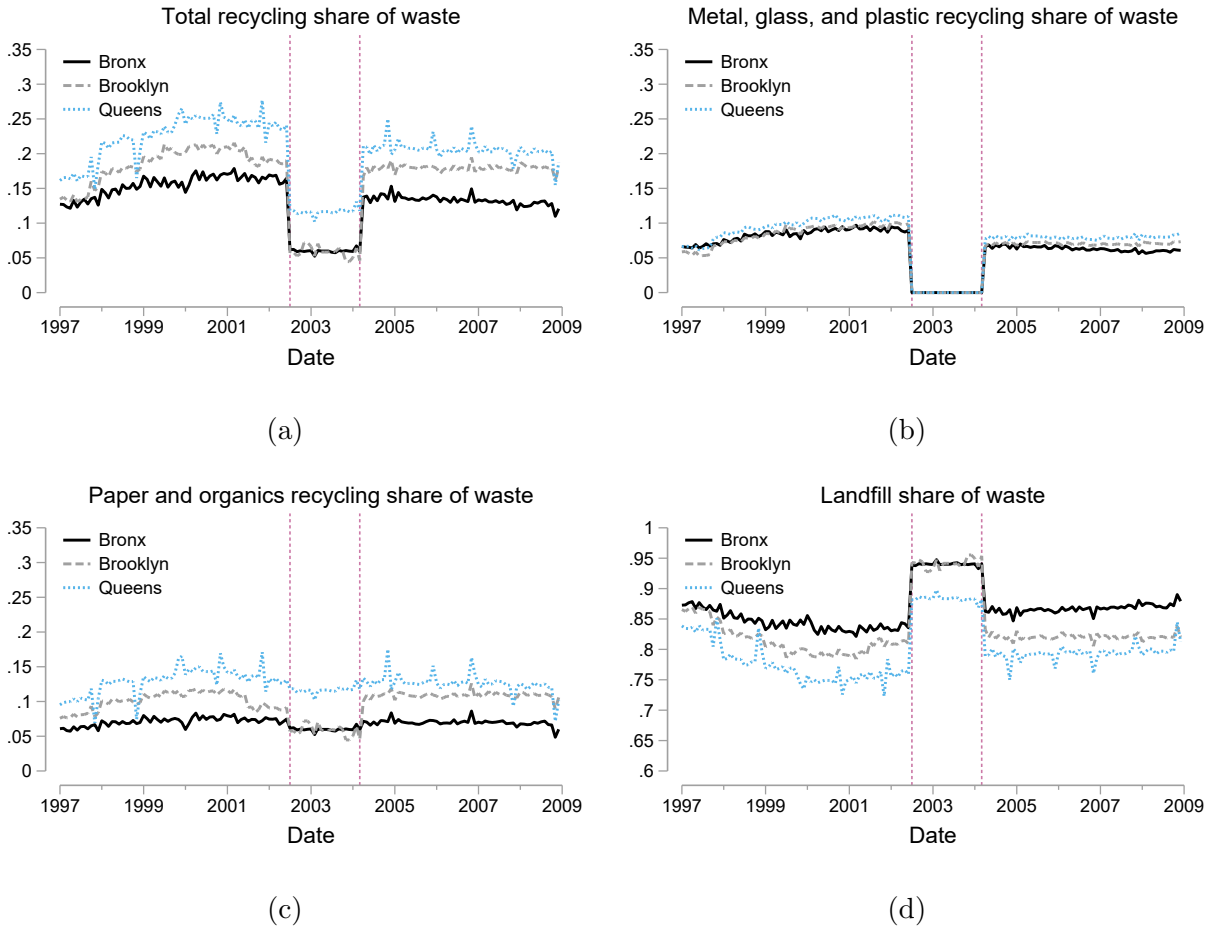 Total recycling share of waste
.35
.3
.25
.2
.15
.1
.05
0
Bronx
Brooklyn
Queens
1997 1999 2001 2003 2005 2007 2009
Date
(a)
Metal, glass, and plastic recycling share of waste
.35
.3
.25
.2
.15
.1
.05
0
Bronx
Brooklyn
Queens
1997 1999 2001 2003 2005 2007 2009
Date
(b)
Paper and organics recycling share of waste
.35
.3
.25
.2
.15
.1
.05
0
Bronx
Brooklyn
Queens
1997 1999 2001 2003 2005 2007 2009
Date
(c)
Landfill share of waste
1
.95
.9
.85
.8
.75
.7
.65
.6
Bronx
Brooklyn
Queens
1997 1999 2001 2003 2005 2007 2009
Date
(d)